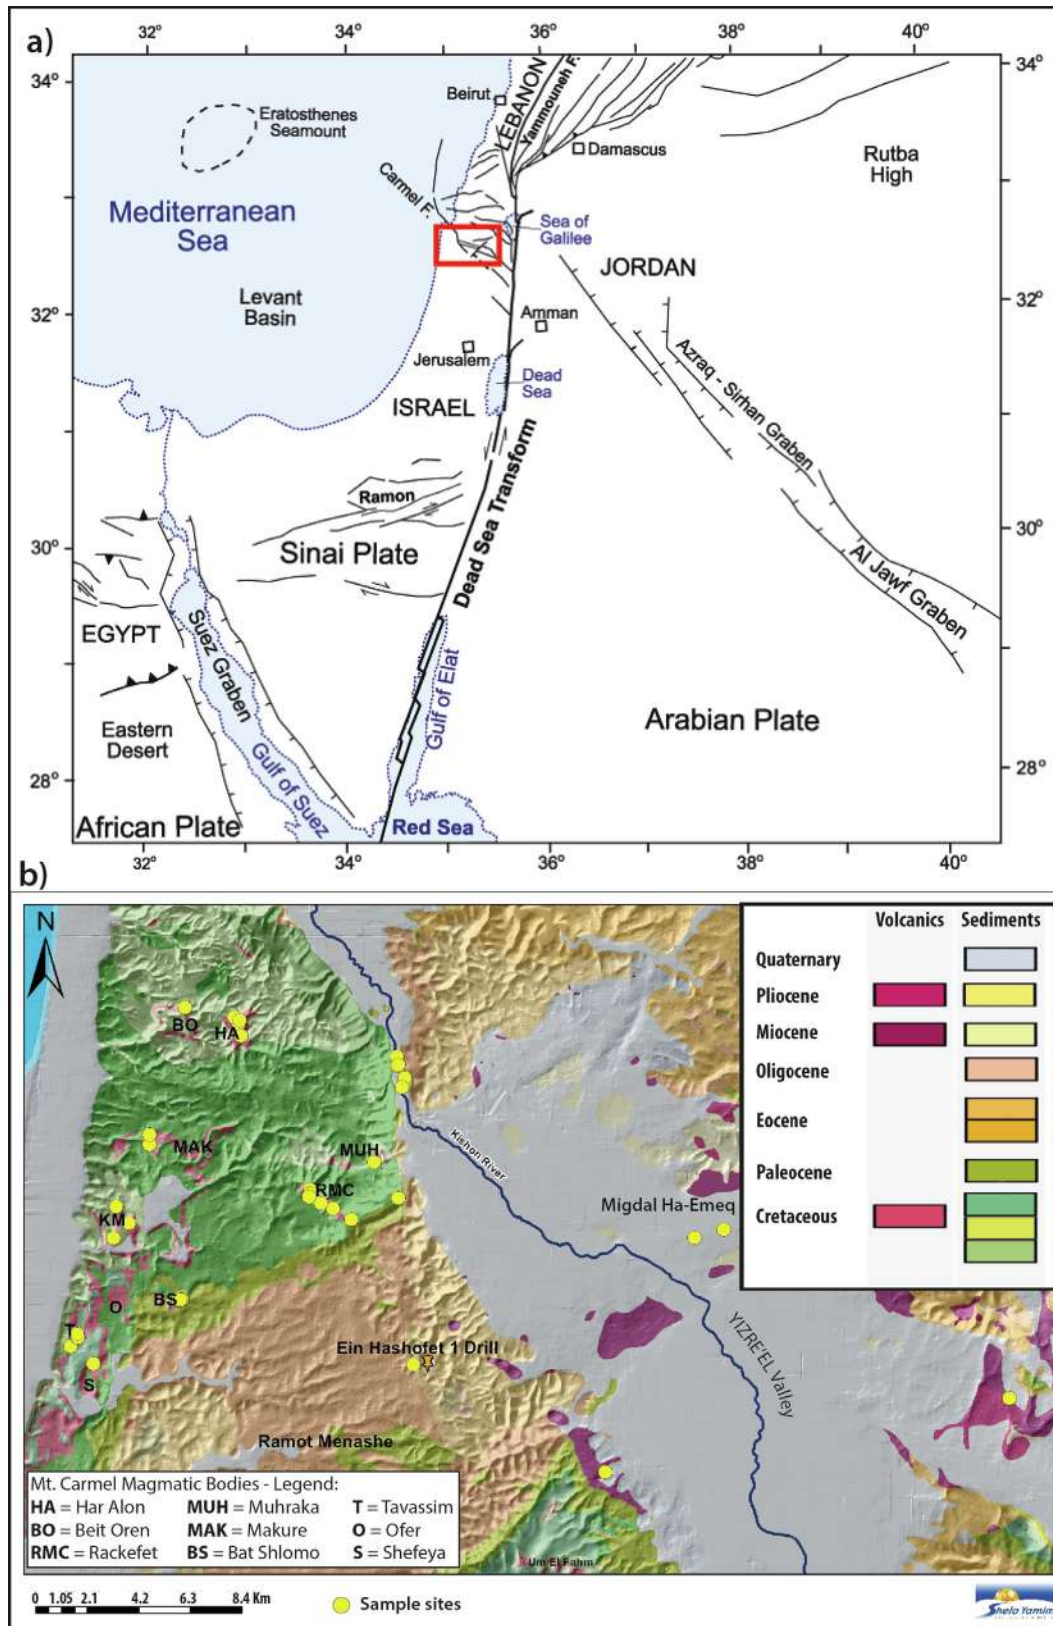 a)
32° 34° 36° 38° 40°
34° 34°
Eratosthenes
Seamount
Beirut
LEBANON
Yammouneh F.
Damascus
Rutba
High
Carmel F.
Mediterranean
Sea
Sea of
Galilee
JORDAN
Levant
Basin
32° 32°
Amman
Jerusalem
Azraq - Sirhan Graben
Dead
Sea
ISRAEL
Dead Sea Transform
Ramon
30° 30°
Sinai Plate
Al Jawf Graben
EGYPT
Suez Graben
Gulf of Elat
Eastern
Desert
Arabian Plate
Gulf of Suez
28° 28°
African Plate
Red Sea
32° 34° 36° 38° 40°
b)
N
Volcanics Sediments
Quaternary
Pliocene
Miocene
Oligocene
Eocene
Paleocene
Cretaceous
BO
HA
MAK
MUH
Kishon River
RMC
KM
Migdal Ha-Emeq
BS
O
T
S
Ein Hashofet 1 Drill
YIZRE'EL Valley
Ramot Menashe
Um El Fahm
Mt. Carmel Magmatic Bodies - Legend:
HA = Har Alon MUH = Muhraka T = Tavassim
BO = Beit Oren MAK = Makure O = Ofer
RMC = Rackefet BS = Bat Shlomo S = Shefeya
0 1.05 2.1 4.2 6.3 8.4 Km
Sample sites
Shefa Yamim